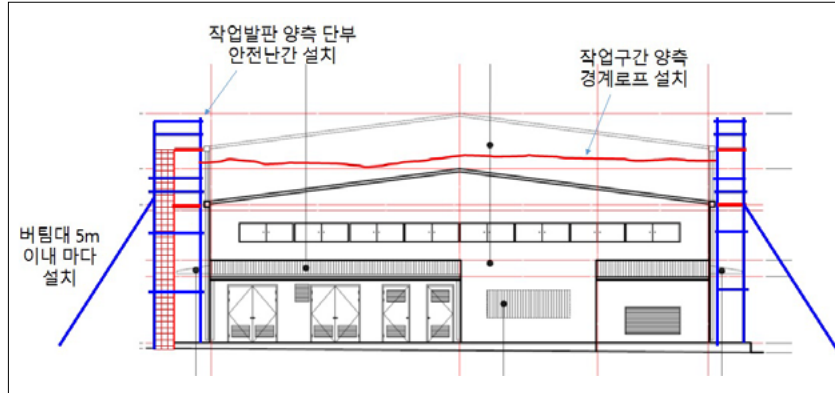 작업발판 양측 단부
안전난간 설치
작업구간 양측
경계로프 설치
버팀대 5m
이내 마다
설치